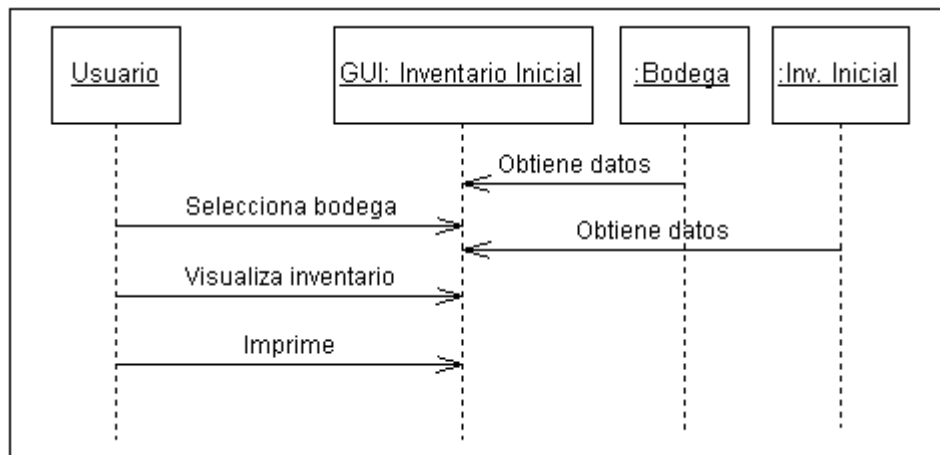 Usuario
GUI: Inventario Inicial
:Bodega
:Inv. Inicial
Obtiene datos
Selecciona bodega
Obtiene datos
Visualiza inventario
Imprime